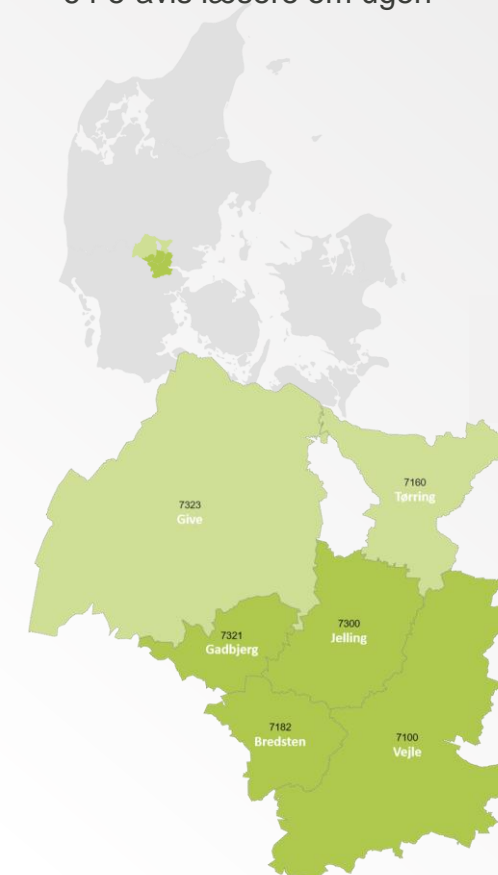 avis læsere om ugen
7160
Tørring
7323
Give
7300
Jelling
7321
Gadbjerg
7182
Bredsten
7100
Vejle